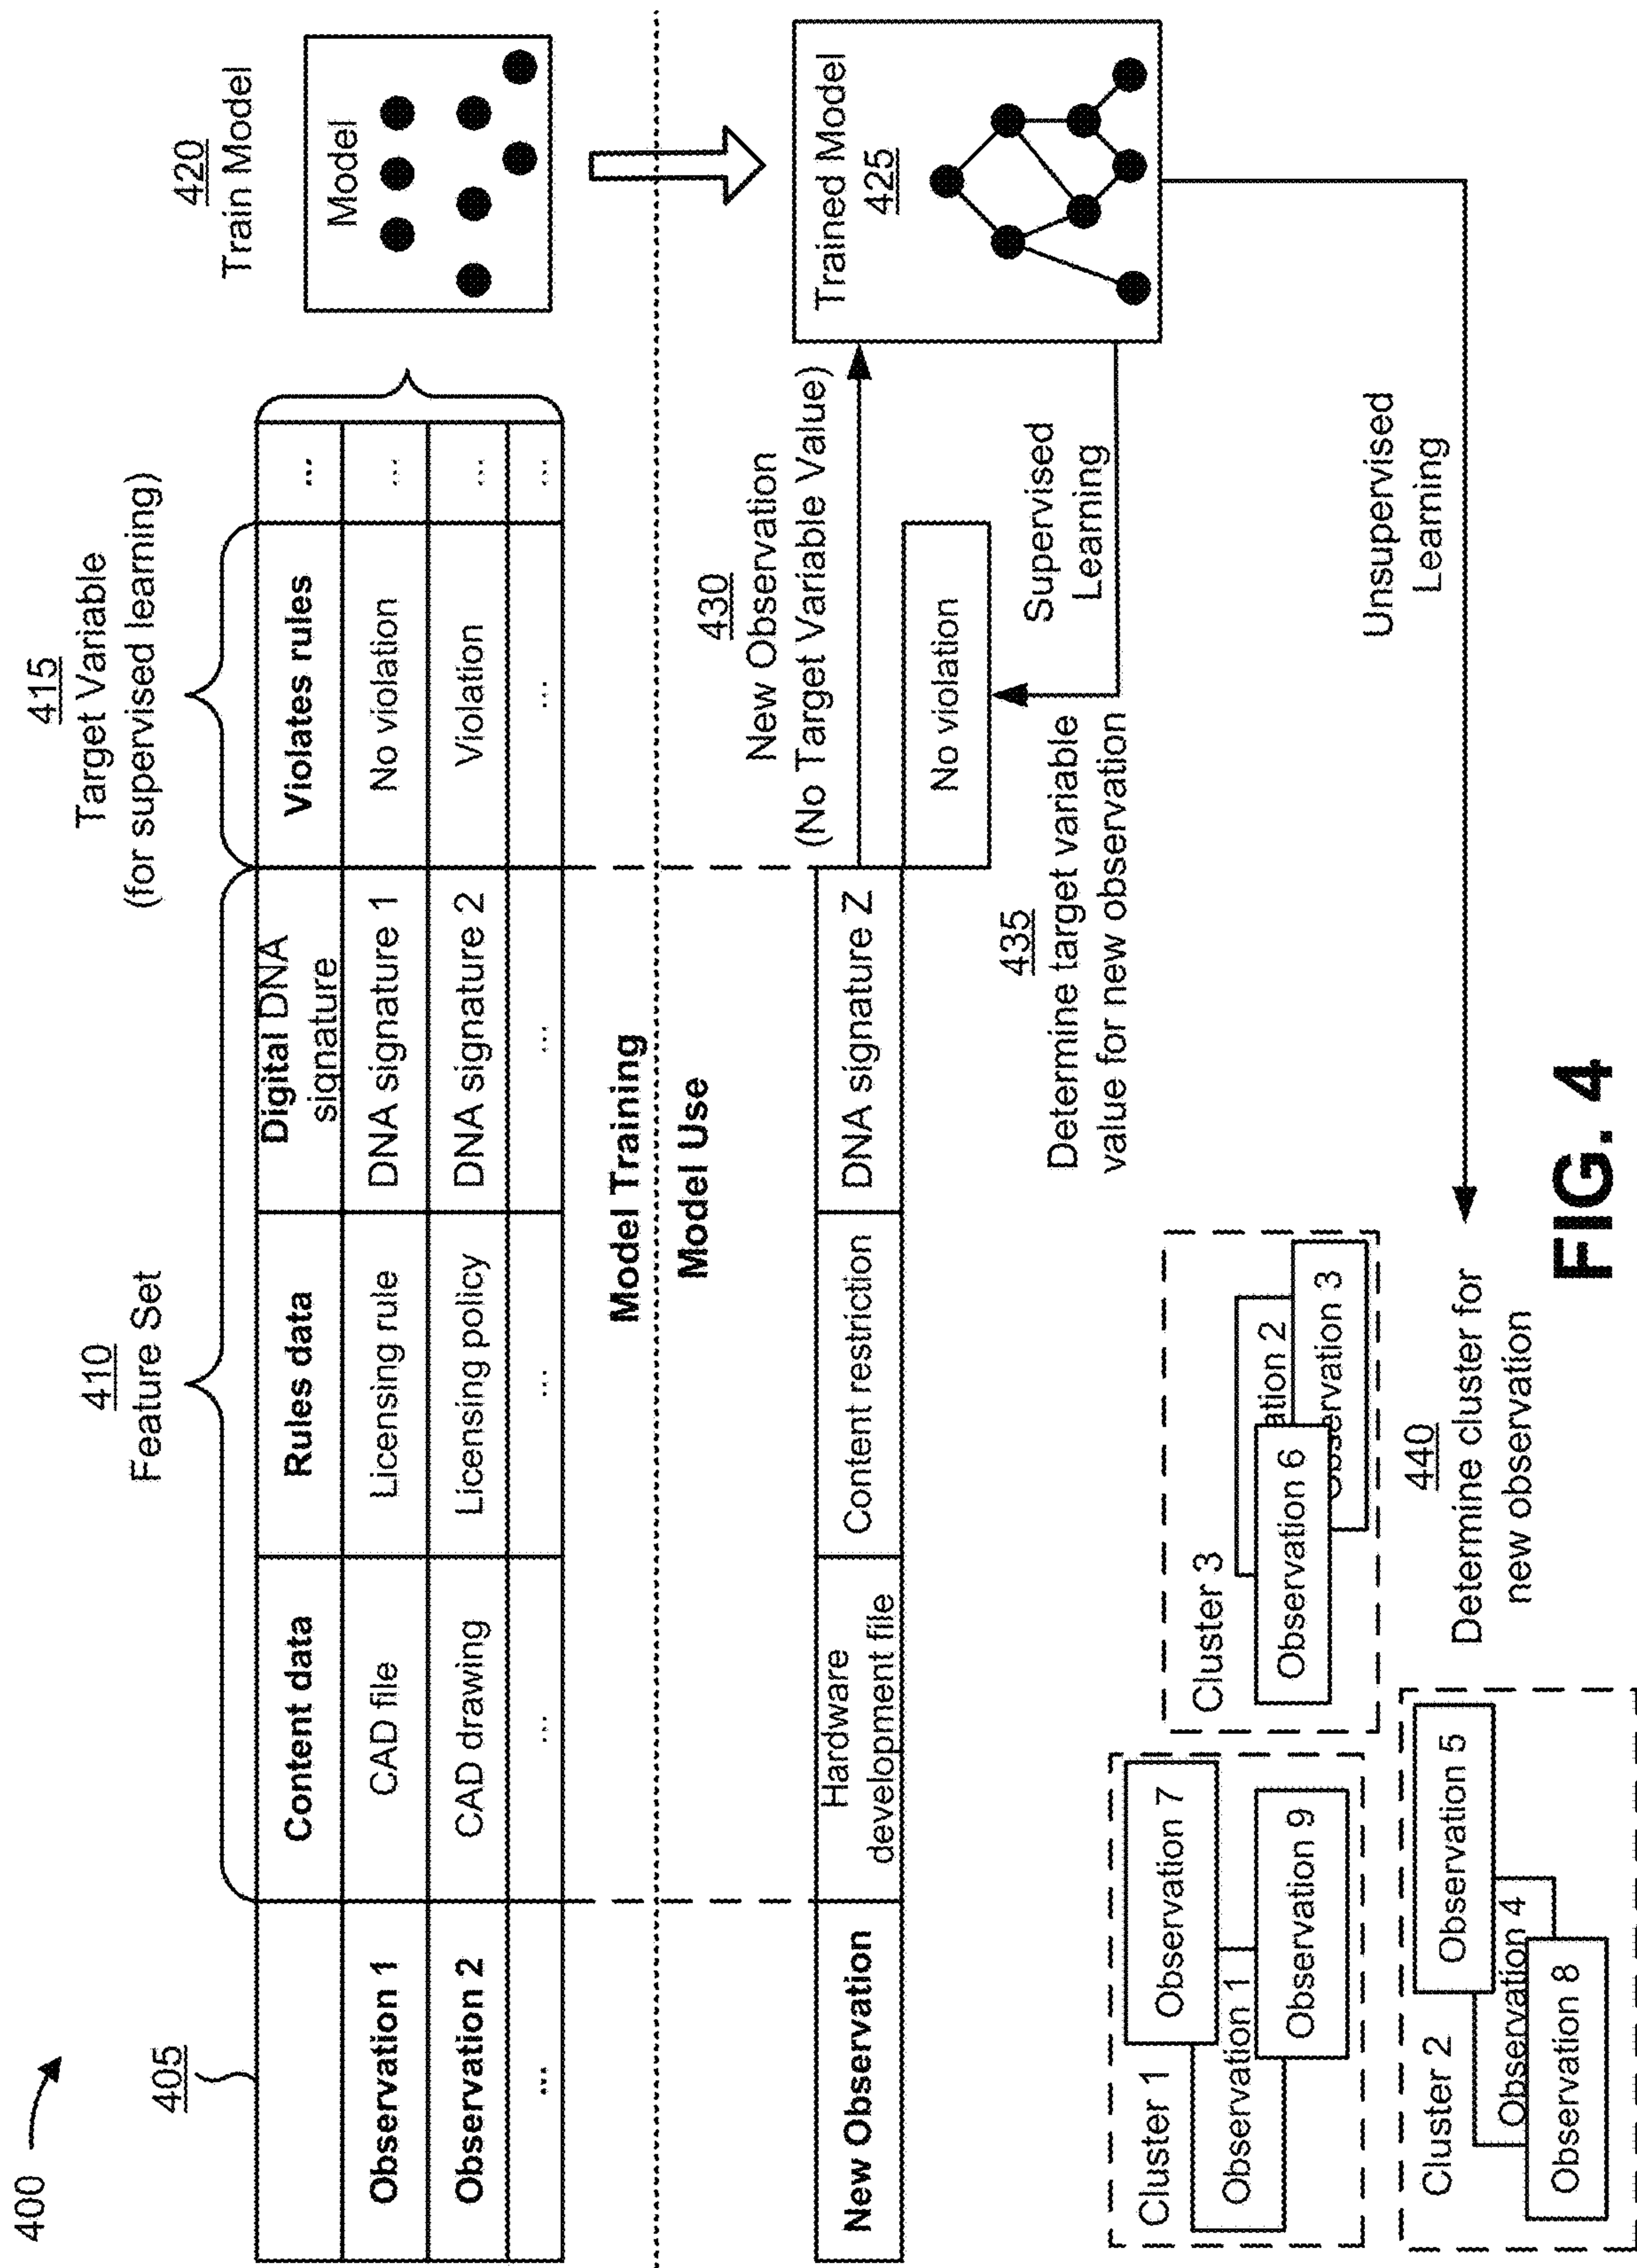 400
405
410
Feature Set
415
Target Variable
(for supervised learning)
420
Train Model
Content data
Rules data
Digital DNA
signature
Violates rules
...
Observation 1
CAD file
Licensing rule
DNA signature 1
No violation
...
Observation 2
CAD drawing
Licensing policy
DNA signature 2
Violation
...
...
...
...
...
...
...
Model
Model Training
Model Use
430
New Observation
(No Target Variable Value)
Trained Model
425
New Observation
Hardware
development file
Content restriction
DNA signature Z
No violation
Supervised
Learning
435
Determine target variable
value for new observation
Cluster 1
Observation 7
Observation 1
Observation 9
Cluster 3
ation 2
Observation 6
Observation 3
Cluster 2
Observation 5
Observation 4
Observation 8
440
Determine cluster for
new observation
Unsupervised
Learning
FIG. 4